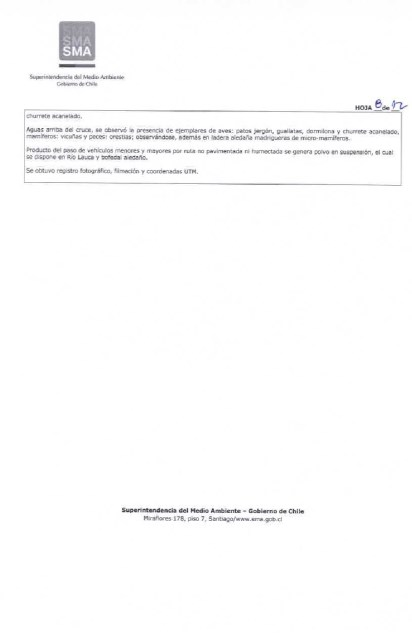 SMA
SMA
SMA
Superintendencia del Medio Ambiente
Gobierno de Chile
HOJA 8 de 12
churrete acanelado.
Aguas arriba del cruce, se observó la presencia de ejemplares de aves: patos jergón, guallatas, dormilona y churrete acanelado,
mamíferos: vicañas y peces: orestias; observándose, además en ladera aledaña madrigueras de micro-mamíferos.
Producto del paso de vehículos menores y mayores por ruta no pavimentada ni humectada se genera polvo en suspensión, el cual
se dispone en Río Lauca y bofedal aledaño.
Se obtuvo registro fotográfico, filmación y coordenadas UTM.
Superintendencia del Medio Ambiente – Gobierno de Chile
Miraflores 178, piso 7, Santiago/www.sma.gob.cl